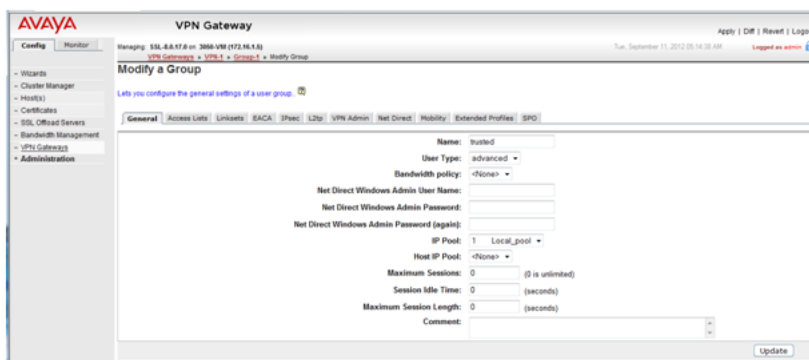 AVAYA
VPN Gateway
Apply | Diff | Revert | Logo
Config
Monitor
Managing: SSL-8.0.17.0 on 3050-VM (172.16.1.5)
Tue, September 11, 2012 05:14:38 AM
Logged as admin
VPN Gateways » VPN-1 » Group-1 » Modify Group
Modify a Group
Lets you configure the general settings of a user group.
Wizards
Cluster Manager
Host(s)
Certificates
SSL Offload Servers
Bandwidth Management
VPN Gateways
Administration
General Access Lists Linksets EACA IPsec L2tp VPN Admin Net Direct Mobility Extended Profiles SPO
Name: trusted
User Type: advanced
Bandwidth policy: <None>
Net Direct Windows Admin User Name:
Net Direct Windows Admin Password:
Net Direct Windows Admin Password (again):
IP Pool: 1 Local_pool
Host IP Pool: <None>
Maximum Sessions: 0 (0 is unlimited)
Session Idle Time: 0 (seconds)
Maximum Session Length: 0 (seconds)
Comment:
Update